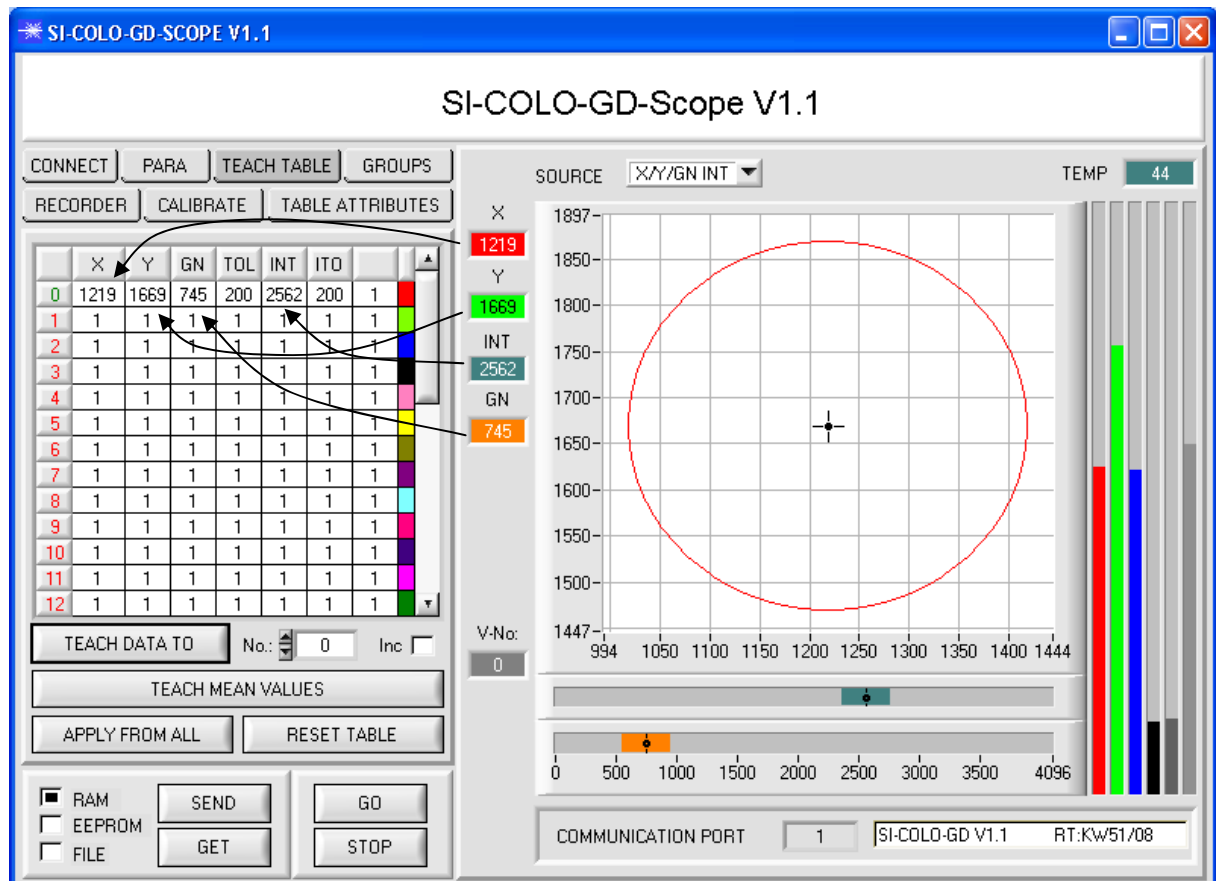 SI-COLO-GD-SCOPE V1.1
SI-COLO-GD-Scope V1.1
CONNECT PARA TEACH TABLE GROUPS
RECORDER CALIBRATE TABLE ATTRIBUTES
X Y GN TOL INT ITO
0 1219 1669 745 200 2562 200 1
1 1 1 1 1 1 1 1
2 1 1 1 1 1 1 1
3 1 1 1 1 1 1 1
4 1 1 1 1 1 1 1
5 1 1 1 1 1 1 1
6 1 1 1 1 1 1 1
7 1 1 1 1 1 1 1
8 1 1 1 1 1 1 1
9 1 1 1 1 1 1 1
10 1 1 1 1 1 1 1
11 1 1 1 1 1 1 1
12 1 1 1 1 1 1 1
TEACH DATA TO No.: 0 Inc
TEACH MEAN VALUES
APPLY FROM ALL RESET TABLE
RAM
EEPROM
FILE
SEND
GET
GO
STOP
X
1219
Y
1669
INT
2562
GN
745
V-No:
0
SOURCE X/Y/GN INT TEMP 44
1897
1850
1800
1750
1700
1650
1600
1550
1500
1447
994 1050 1100 1150 1200 1250 1300 1350 1400 1444
0 500 1000 1500 2000 2500 3000 3500 4096
COMMUNICATION PORT 1 SI-COLO-GD V1.1 RT:KW51/08